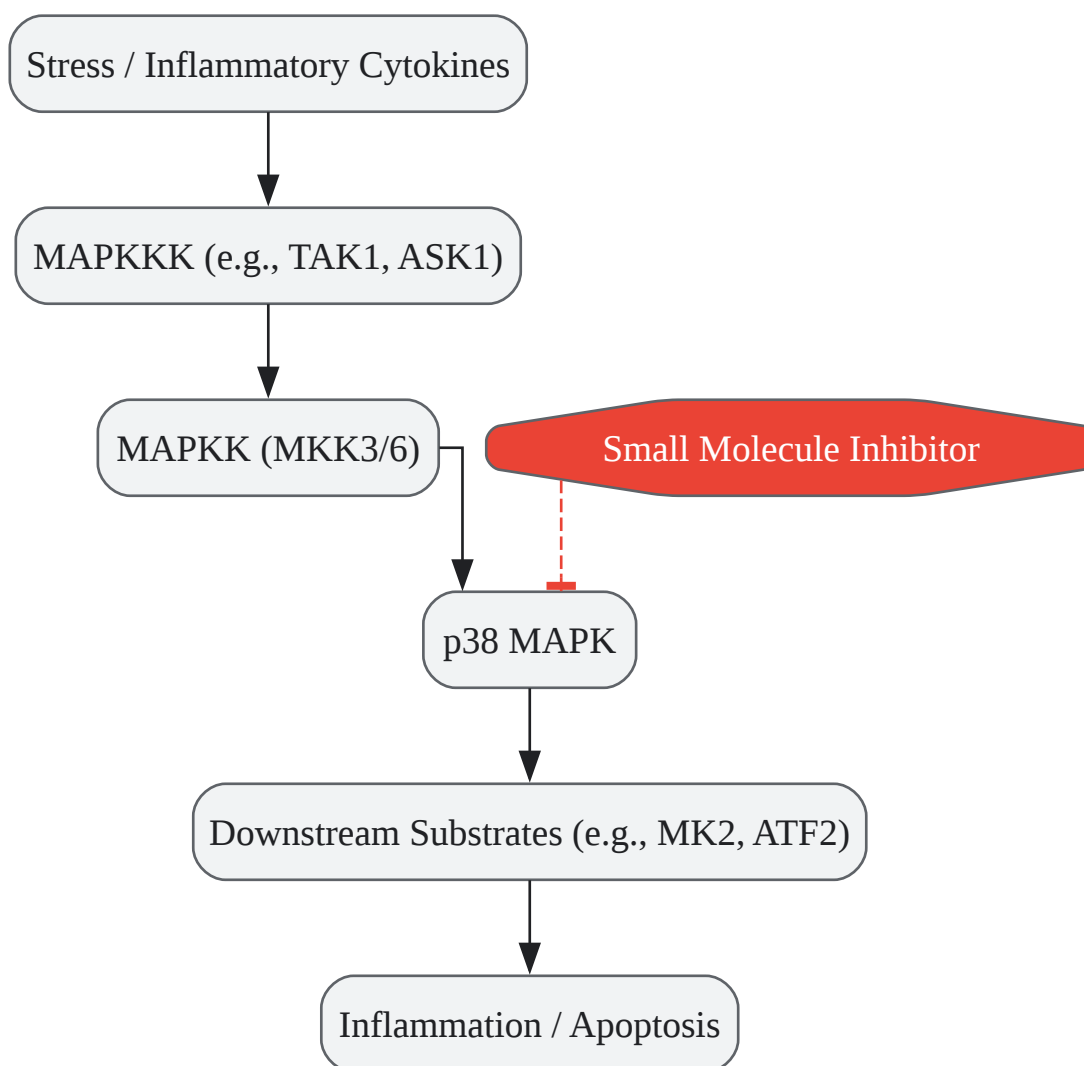 Stress / Inflammatory Cytokines
MAPKKK (e.g., TAK1, ASK1)
MAPKK (MKK3/6)
Small Molecule Inhibitor
p38 MAPK
Downstream Substrates (e.g., MK2, ATF2)
Inflammation / Apoptosis